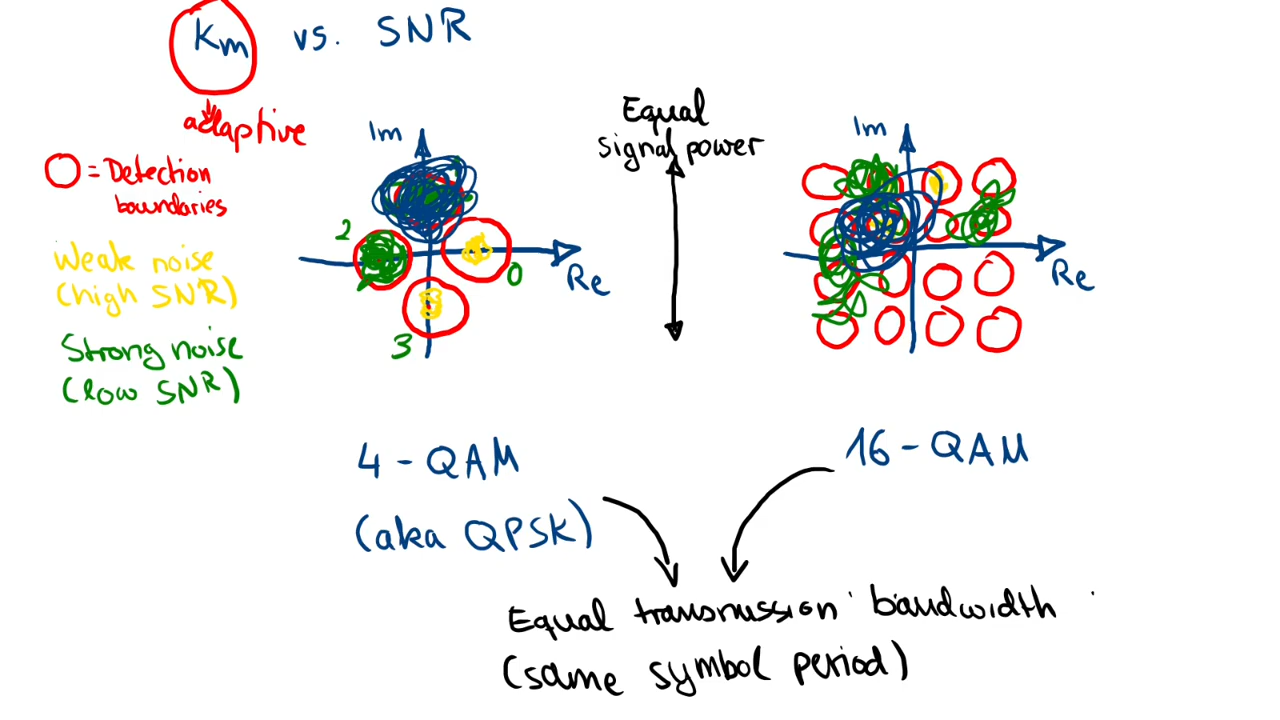 Km vs. SNR
adaptive
= Detection
boundaries
Weak noise
(high SNR)
Strong noise
(low SNR)
Im
Re
2
0
3
Equal
signal power
Im
Re
4-QAM
(aka QPSK)
16-QAM
Equal transmission bandwidth
(same symbol period)